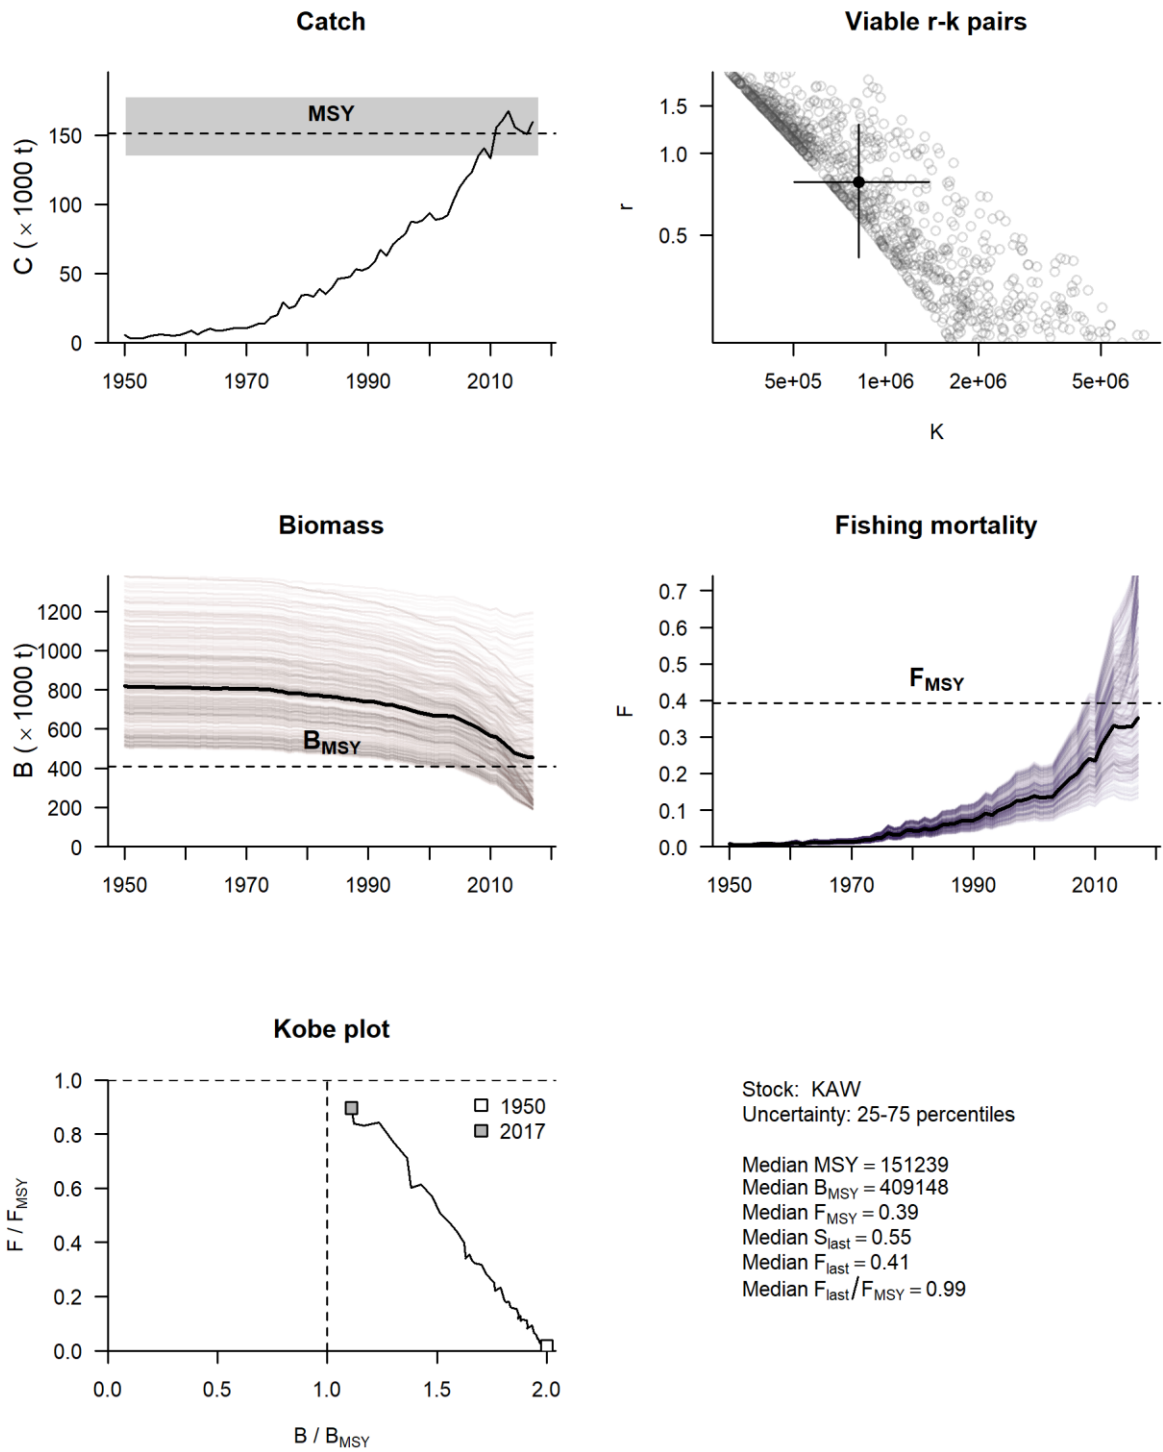 Catch
C ( × 1000 t)
150
100
50
0
MSY
1950 1970 1990 2010
Viable r-k pairs
r
1.5
1.0
0.5
5e+05 1e+06 2e+06 5e+06
K
Biomass
B ( × 1000 t)
1200
1000
800
600
400
200
0
BMSY
1950 1970 1990 2010
Fishing mortality
F
0.7
0.6
0.5
0.4
0.3
0.2
0.1
0.0
FMSY
1950 1970 1990 2010
Kobe plot
F / FMSY
1.0
0.8
0.6
0.4
0.2
0.0
1950
2017
0.0 0.5 1.0 1.5 2.0
B / BMSY
Stock: KAW
Uncertainty: 25-75 percentiles
Median MSY = 151239
Median BMSY = 409148
Median FMSY = 0.39
Median Slast = 0.55
Median Flast = 0.41
Median Flast/FMSY = 0.99